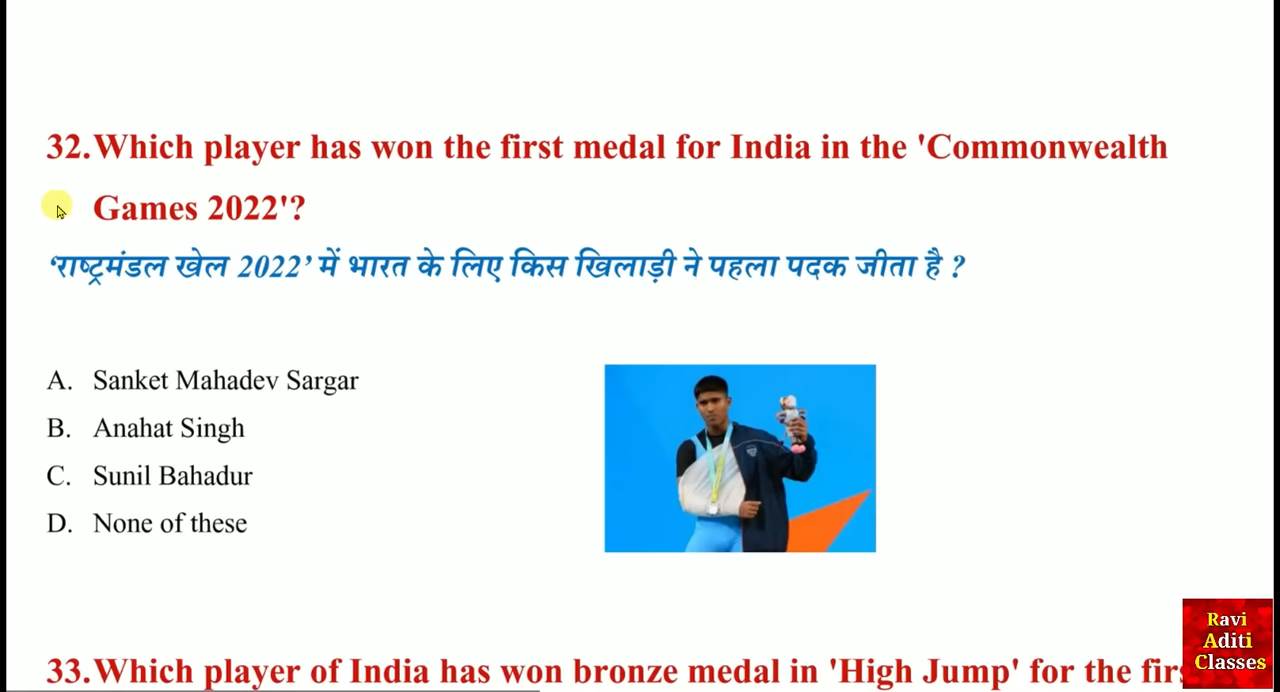 32. Which player has won the first medal for India in the 'Commonwealth
Games 2022'?
‘राष्ट्रमंडल खेल 2022’ में भारत के लिए किस खिलाड़ी ने पहला पदक जीता है ?
A. Sanket Mahadev Sargar
B. Anahat Singh
C. Sunil Bahadur
D. None of these
33. Which player of India has won bronze medal in 'High Jump' for the
Ravi
Aditi
Classes